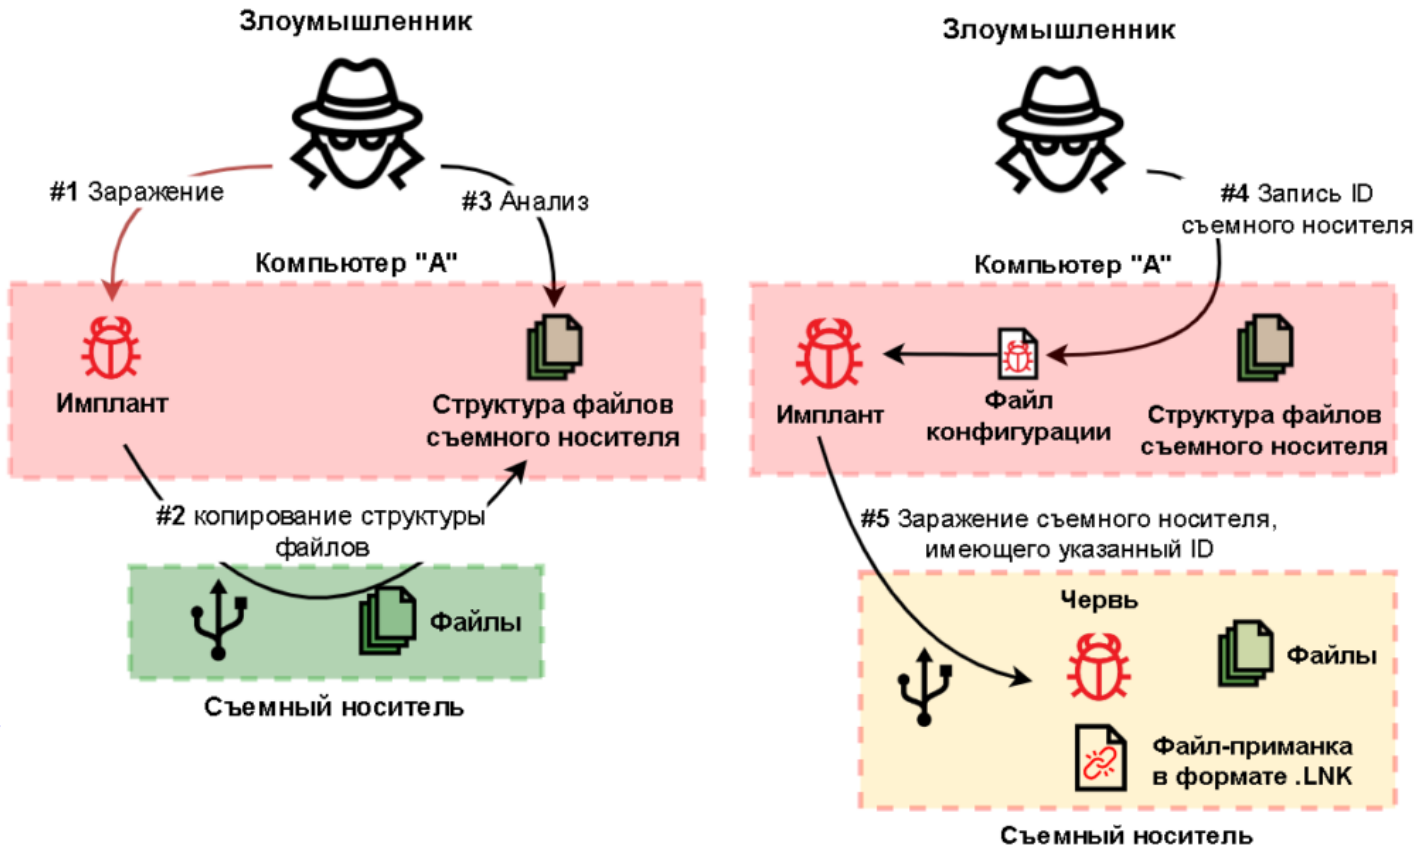 Злоумышленник
#1 Заражение
#3 Анализ
Компьютер "А"
Имплант
Структура файлов
съемного носителя
#2 копирование структуры
файлов
Файлы
Съемный носитель
Злоумышленник
#4 Запись ID
съемного носителя
Компьютер "А"
Имплант
Файл
конфигурации
Структура файлов
съемного носителя
#5 Заражение съемного носителя,
имеющего указанный ID
Червь
Файлы
Файл-приманка
в формате .LNK
Съемный носитель